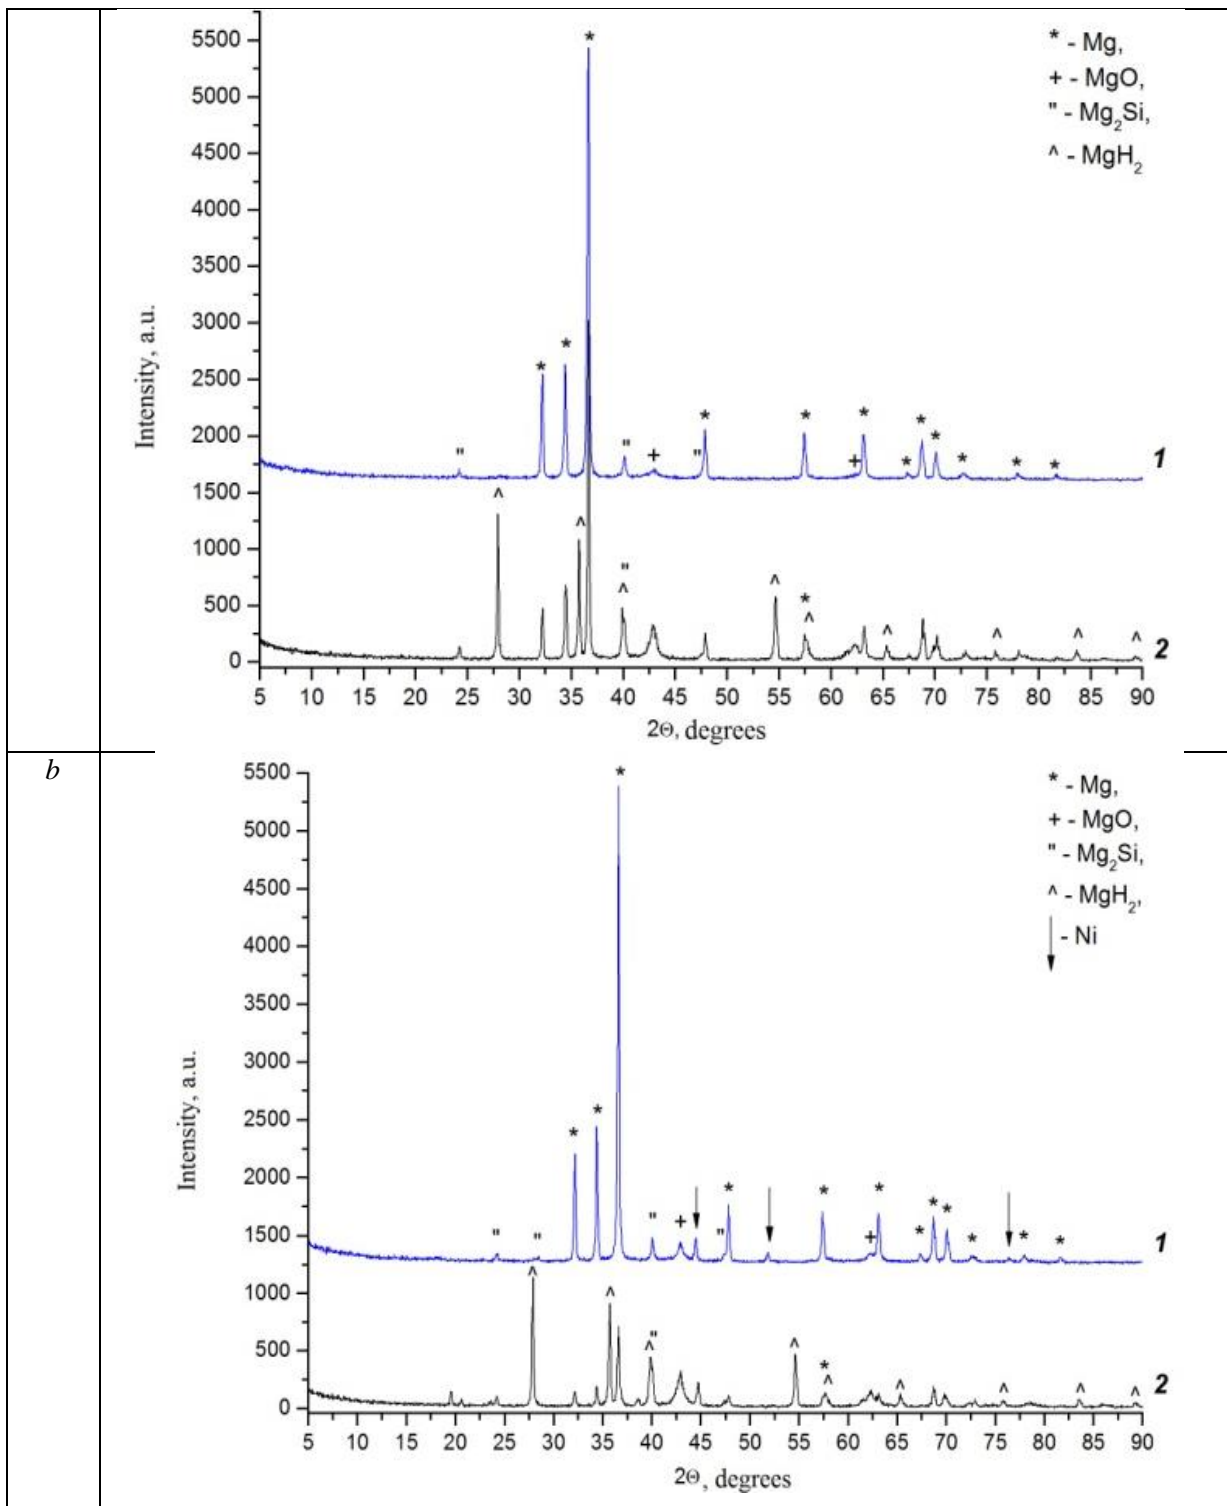 5500
5000
4500
4000
3500
3000
2500
2000
1500
1000
500
0
Intensity, a.u.
* - Mg,
+ - MgO,
" - Mg₂Si,
^ - MgH₂
*
* * " " + " * * + * * * * * * *
1
^ ^ " ^ ^ * ^ ^ ^ ^ ^
2
5 10 15 20 25 30 35 40 45 50 55 60 65 70 75 80 85 90
2Θ, degrees
b
5500
5000
4500
4000
3500
3000
2500
2000
1500
1000
500
0
Intensity, a.u.
* - Mg,
+ - MgO,
" - Mg₂Si,
^ - MgH₂,
- Ni
*
" " * * " + " * * + * * * * * * *
1
^ ^ ^ " ^ * ^ ^ ^ ^ ^
2
5 10 15 20 25 30 35 40 45 50 55 60 65 70 75 80 85 90
2Θ, degrees